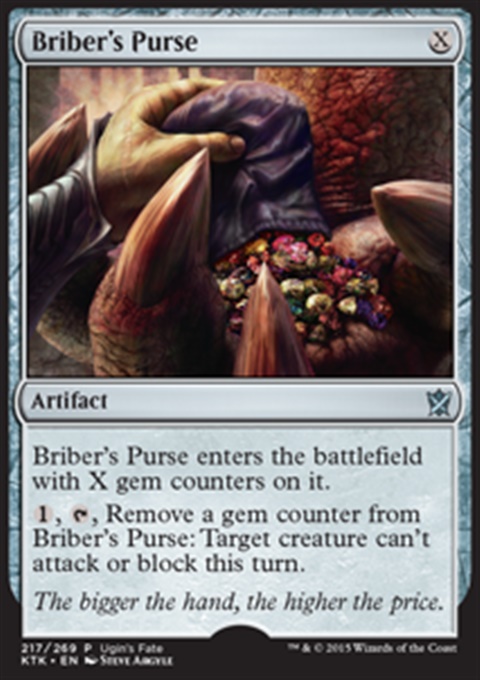 Briber's Purse X
Artifact
Briber's Purse enters the battlefield
with X gem counters on it.
1, , Remove a gem counter from
Briber's Purse: Target creature can't
attack or block this turn.
The bigger the hand, the higher the price.
217/269 P Ugin's Fate
KTK • EN Steve Argyle
™ & © 2015 Wizards of the Coast